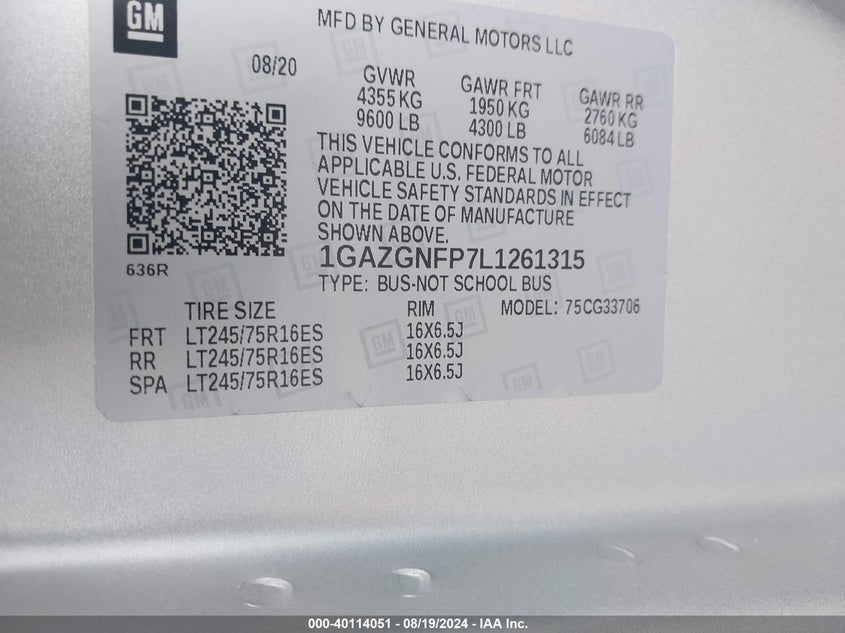 GM
MFD BY GENERAL MOTORS LLC
08/20
GVWR GAWR FRT GAWR RR
4355 KG 1950 KG 2760 KG
9600 LB 4300 LB 6084 LB
THIS VEHICLE CONFORMS TO ALL
APPLICABLE U.S. FEDERAL MOTOR
VEHICLE SAFETY STANDARDS IN EFFECT
ON THE DATE OF MANUFACTURE
SHOWN ABOVE.
636R
1GAZGNFP7L1261315
TYPE: BUS-NOT SCHOOL BUS
TIRE SIZE RIM MODEL: 75CG33706
FRT LT245/75R16ES 16X6.5J
RR LT245/75R16ES 16X6.5J
SPA LT245/75R16ES 16X6.5J
000-40114051 - 08/19/2024 - IAA Inc.